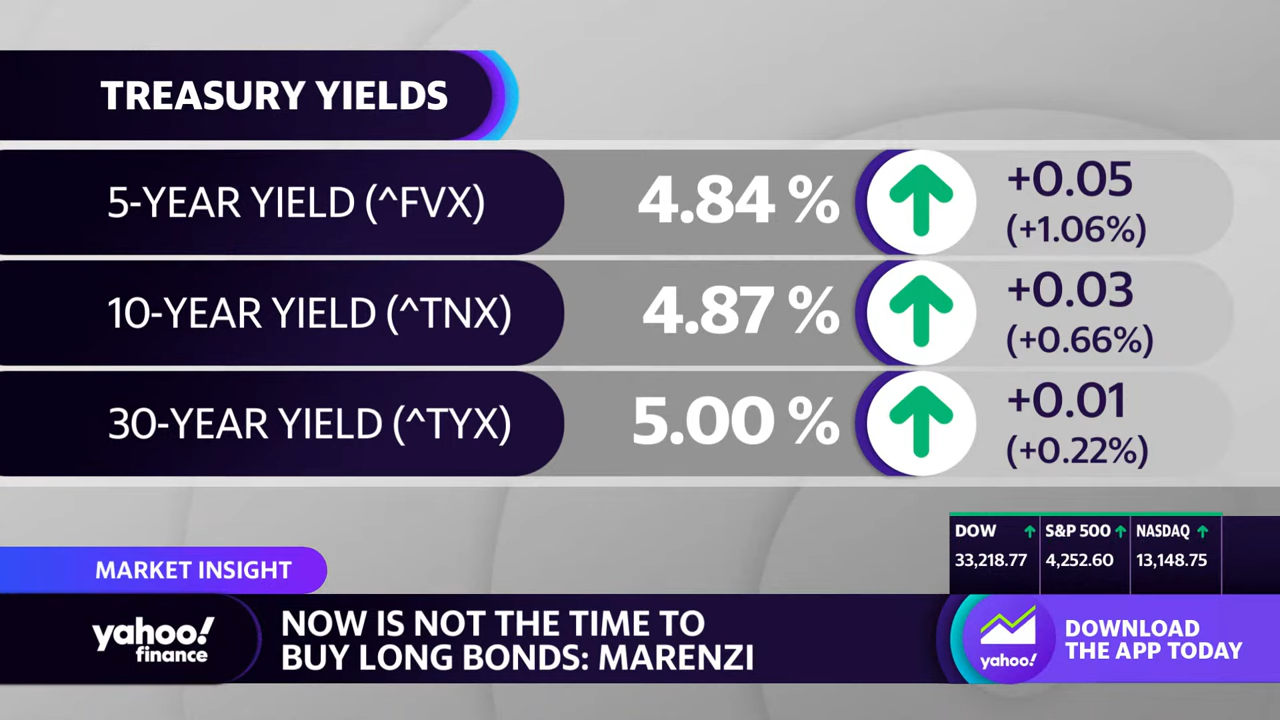 TREASURY YIELDS
5-YEAR YIELD (^FVX) 4.84 % +0.05
(+1.06%)
10-YEAR YIELD (^TNX) 4.87 % +0.03
(+0.66%)
30-YEAR YIELD (^TYX) 5.00 % +0.01
(+0.22%)
DOW S&P 500 NASDAQ
33,218.77 4,252.60 13,148.75
MARKET INSIGHT
yahoo!
finance
NOW IS NOT THE TIME TO
BUY LONG BONDS: MARENZI
yahoo!
DOWNLOAD
THE APP TODAY